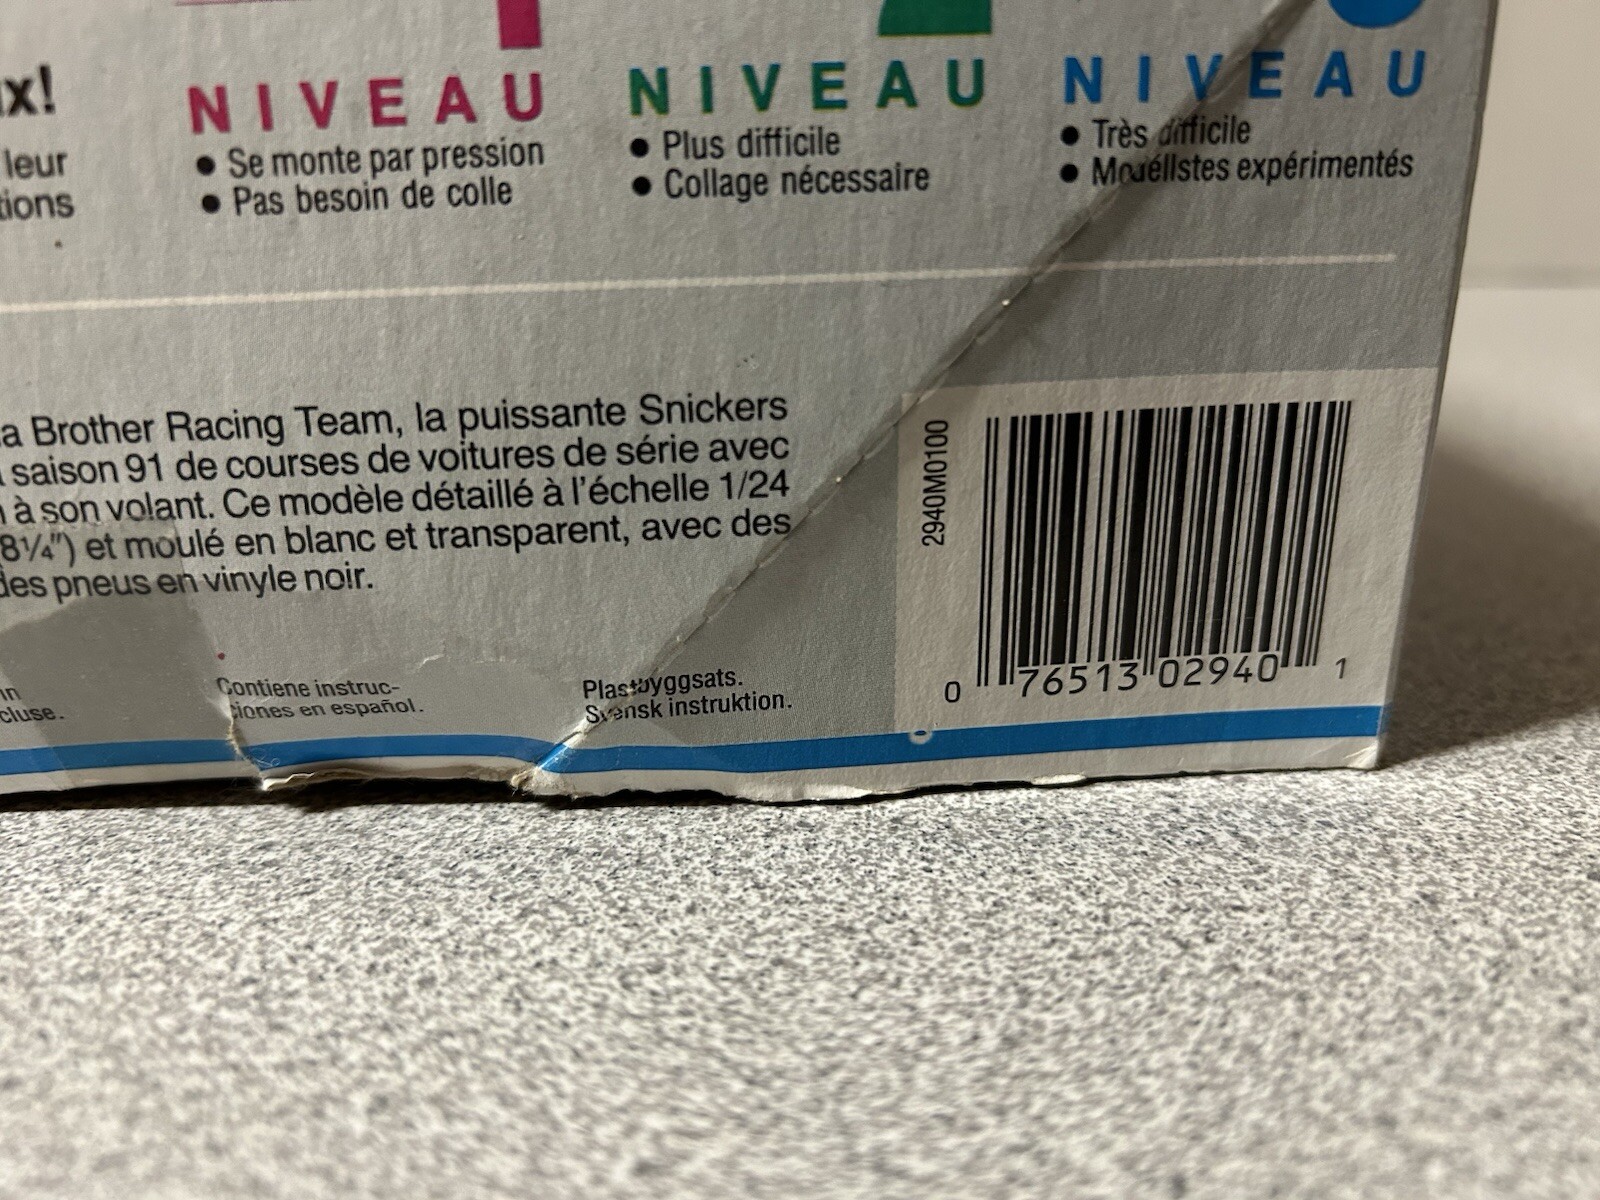 NIVEAU
• Se monte par pression
• Pas besoin de colle
NIVEAU
• Plus difficile
• Collage nécessaire
NIVEAU
• Très difficile
• Modélistes expérimentés
leur
Brother Racing Team, la puissante Snickers
saison 91 de courses de voitures de série avec
à son volant. Ce modèle détaillé à l'échelle 1/24
(8¼") et moulé en blanc et transparent, avec des
des pneus en vinyle noir.
Contiene instruc-
ciones en español.
Plastbyggsats.
Svensk instruktion.
2940M0100
0 76513 02940 1